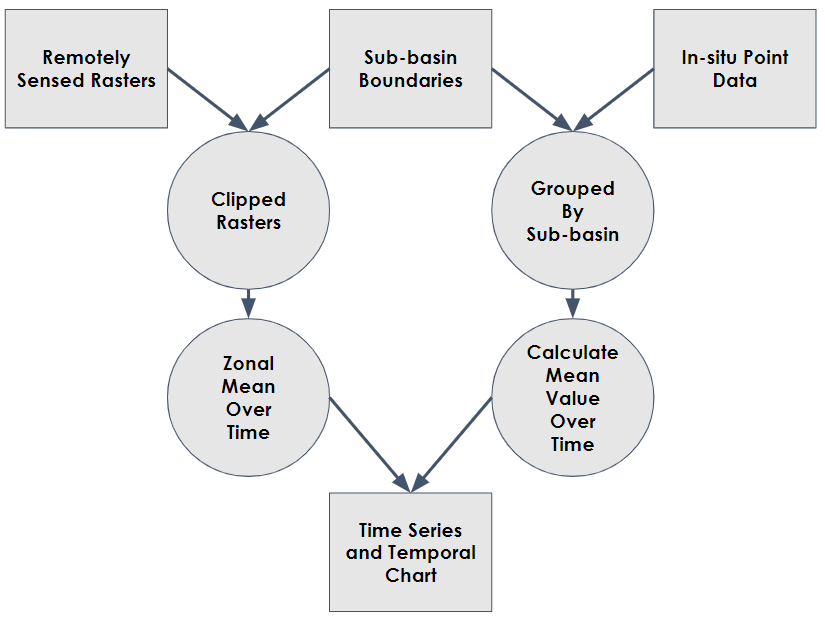 Remotely
Sensed Rasters
Sub-basin
Boundaries
In-situ Point
Data
Clipped
Rasters
Grouped
By
Sub-basin
Zonal
Mean
Over
Time
Calculate
Mean
Value
Over
Time
Time Series
and Temporal
Chart